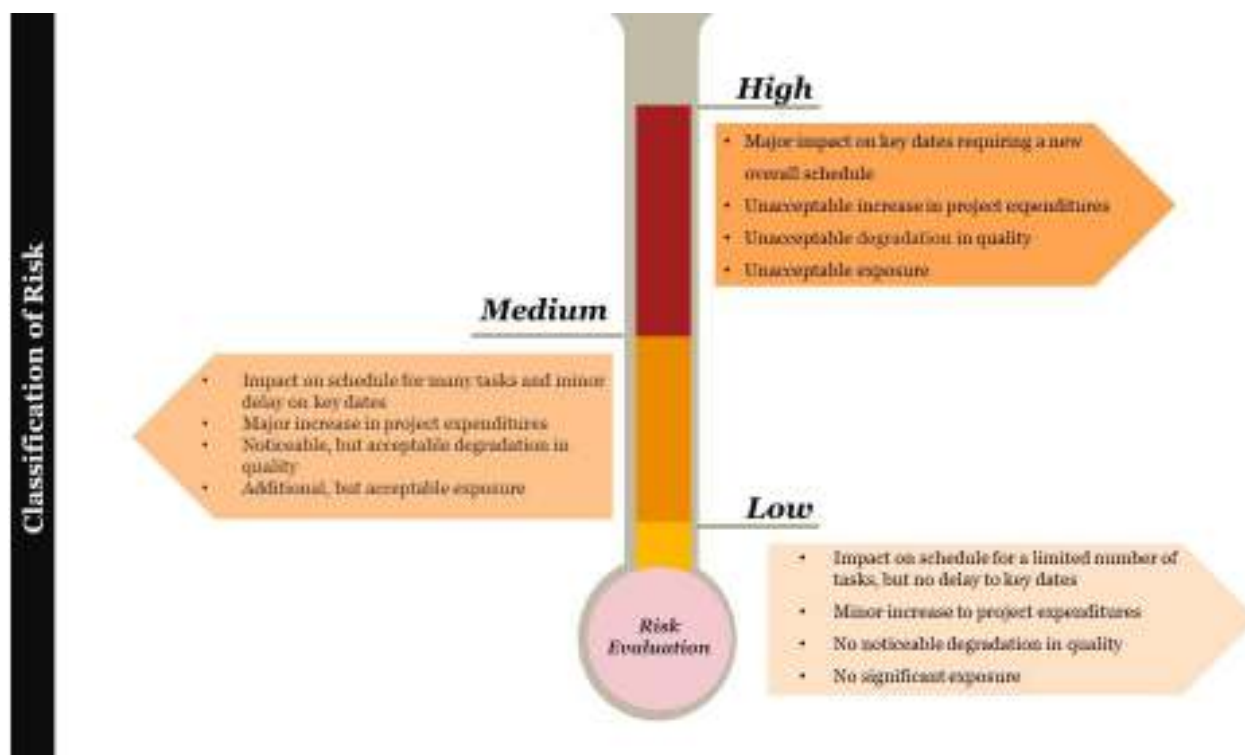 Classification of Risk
High
• Major impact on key dates requiring a new
overall schedule
• Unacceptable increase in project expenditures
• Unacceptable degradation in quality
• Unacceptable exposure
Medium
• Impact on schedule for many tasks and minor
delay on key dates
• Major increase in project expenditures
• Noticeable, but acceptable degradation in
quality
• Additional, but acceptable exposure
Low
• Impact on schedule for a limited number of
tasks, but no delay to key dates
• Minor increase to project expenditures
• No noticeable degradation in quality
• No significant exposure
Risk
Evaluation